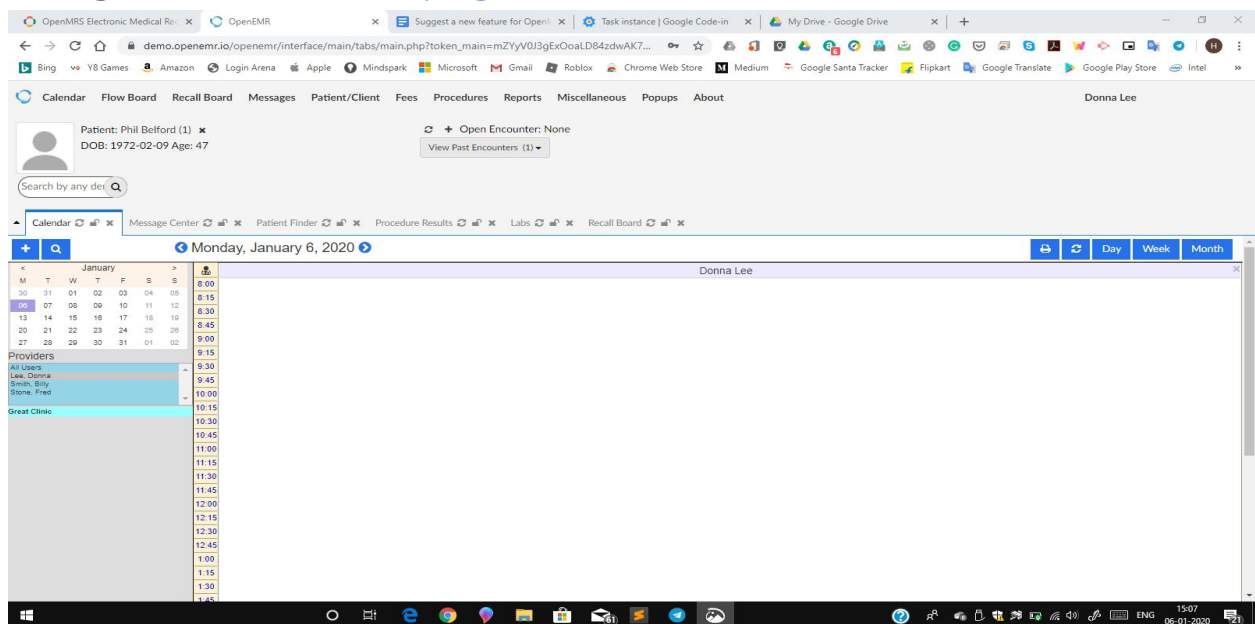 OpenMRS Electronic Medical Rec
OpenEMR
Suggest a new feature for OpenM
Task instance | Google Code-in
My Drive - Google Drive
demo.openemr.io/openemr/interface/main/tabs/main.php?token_main=mZYyV0J3gExOoaLD84zdwAK7...
Bing Y8 Games Amazon Login Arena Apple Mindspark Microsoft Gmail Roblox Chrome Web Store Medium Google Santa Tracker Flipkart Google Translate Google Play Store Intel
Calendar Flow Board Recall Board Messages Patient/Client Fees Procedures Reports Miscellaneous Popups About Donna Lee
Patient: Phil Belford (1)
DOB: 1972-02-09 Age: 47
Open Encounter: None
View Past Encounters (1)
Search by any der
Calendar Message Center Patient Finder Procedure Results Labs Recall Board
Monday, January 6, 2020
Day Week Month
< January >
M T W T F S S
30 31 01 02 03 04 05
06 07 08 09 10 11 12
13 14 15 16 17 18 19
20 21 22 23 24 25 26
27 28 29 30 31 01 02
Providers
All Users
Lee, Donna
Smith, Billy
Stone, Fred
Great Clinic
Donna Lee
8:00
8:15
8:30
8:45
9:00
9:15
9:30
9:45
10:00
10:15
10:30
10:45
11:00
11:15
11:30
11:45
12:00
12:15
12:30
12:45
1:00
1:15
1:30
1:45
ENG
15:07
06-01-2020